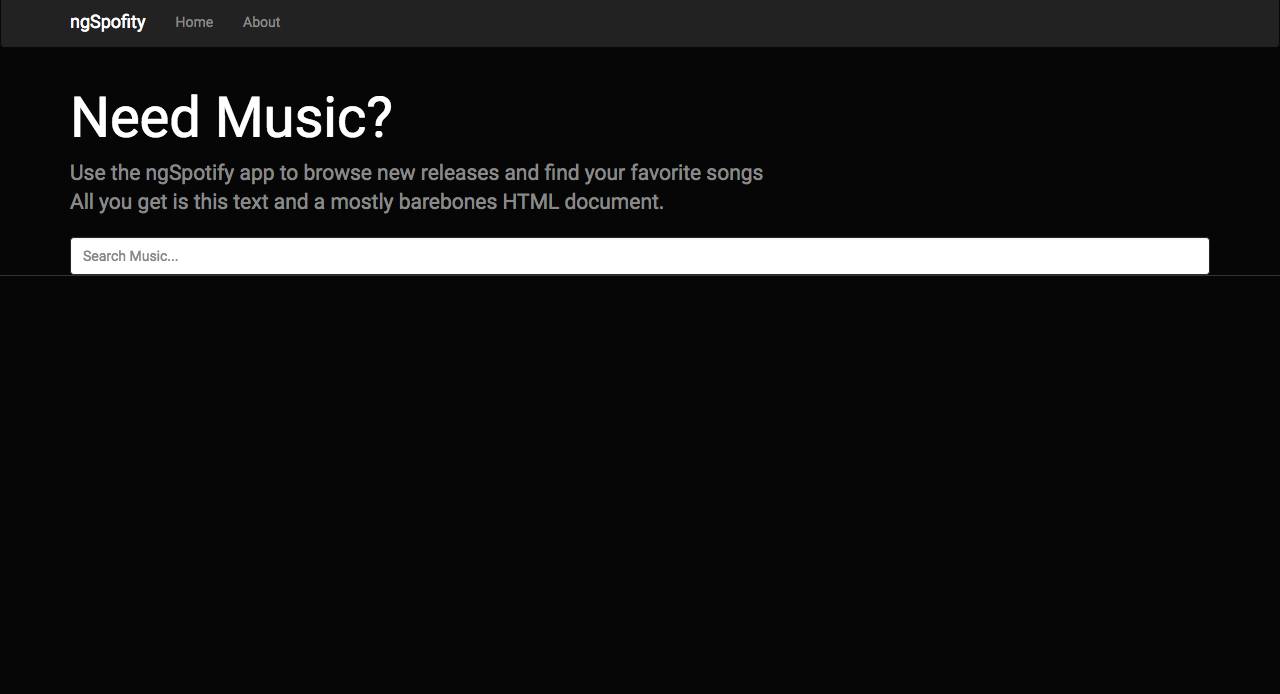 ngSpofity Home About
Need Music?
Use the ngSpotify app to browse new releases and find your favorite songs
All you get is this text and a mostly barebones HTML document.
Search Music...